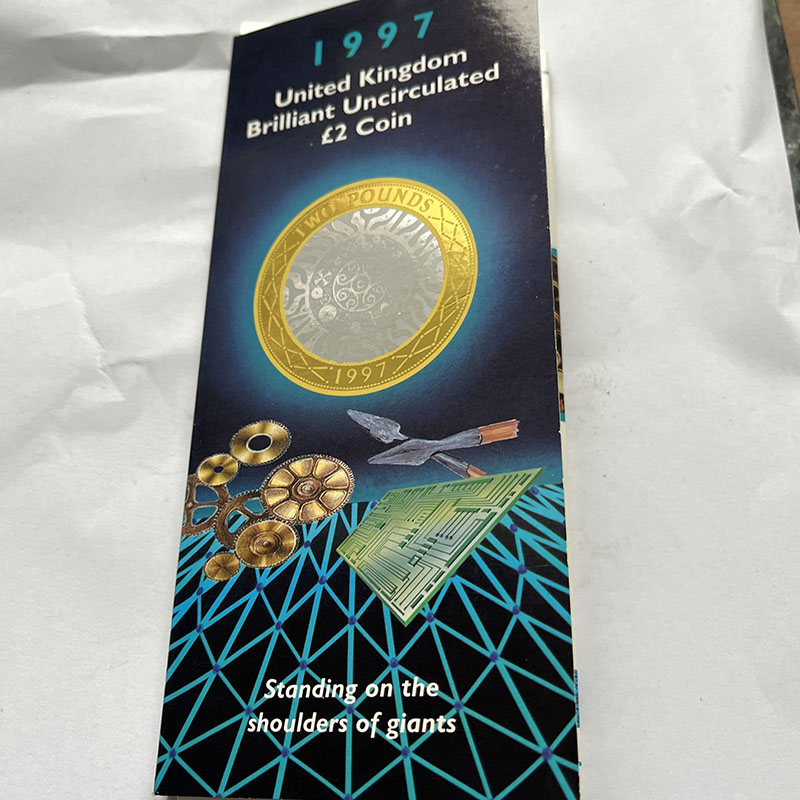 1997
United Kingdom
Brilliant Uncirculated
£2 Coin
TWO POUNDS
1997
Standing on the
shoulders of giants